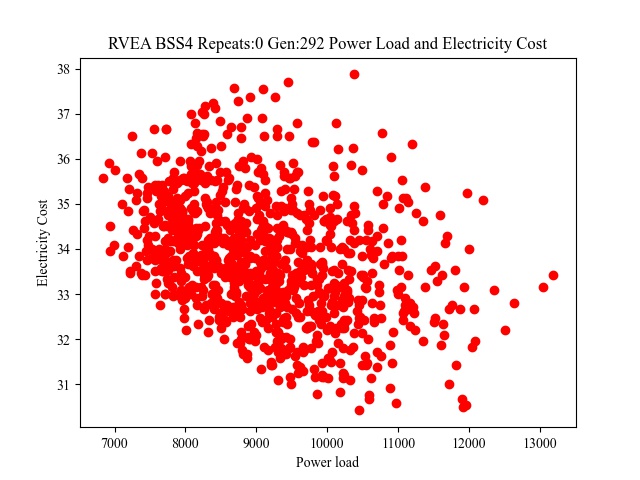 RVEA BSS4 Repeats:0 Gen:292 Power Load and Electricity Cost
38
37
36
35
34
33
32
31
Electricity Cost
7000 8000 9000 10000 11000 12000 13000
Power load